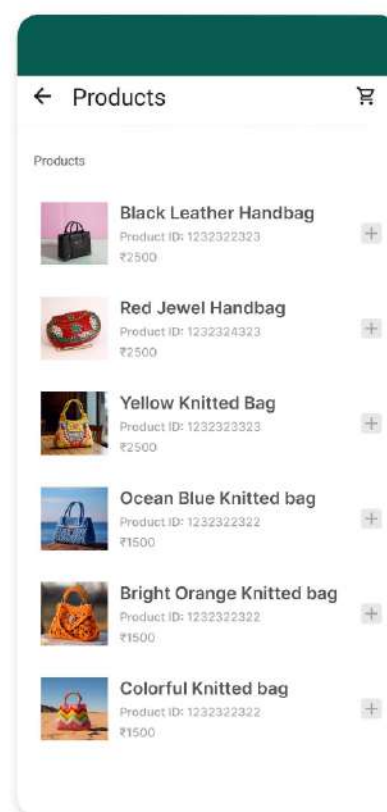 Products
Products
Black Leather Handbag
Product ID: 1232322323
₹2500
Red Jewel Handbag
Product ID: 1232324323
₹2500
Yellow Knitted Bag
Product ID: 1232323323
₹2500
Ocean Blue Knitted bag
Product ID: 1232322322
₹1500
Bright Orange Knitted bag
Product ID: 1232322322
₹1500
Colorful Knitted bag
Product ID: 1232322322
₹1500